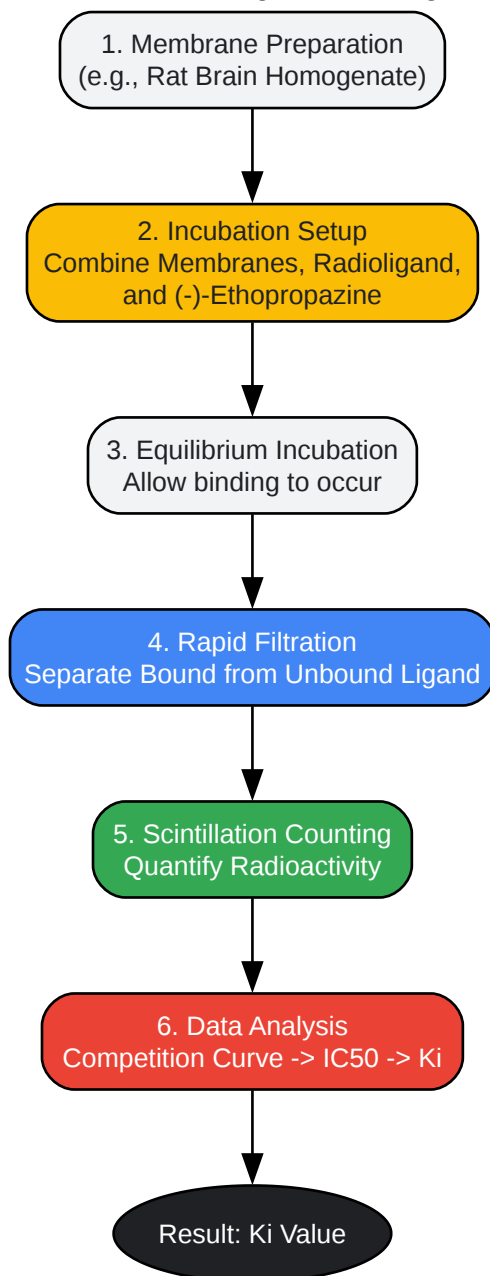 1. Membrane Preparation
(e.g., Rat Brain Homogenate)
2. Incubation Setup
Combine Membranes, Radioligand,
and (-)-Ethopropazine
3. Equilibrium Incubation
Allow binding to occur
4. Rapid Filtration
Separate Bound from Unbound Ligand
5. Scintillation Counting
Quantify Radioactivity
6. Data Analysis
Competition Curve -> IC50 -> Ki
Result: Ki Value